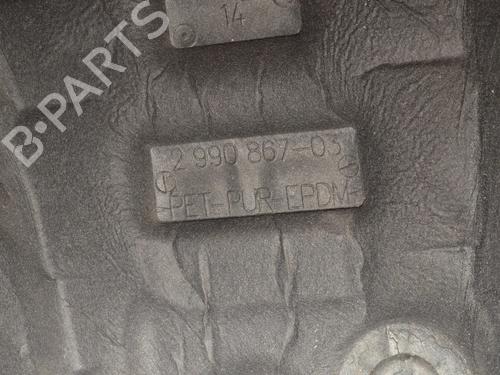 B-PARTS
14
2 990 867-03
-PET-PUR-EPDM-